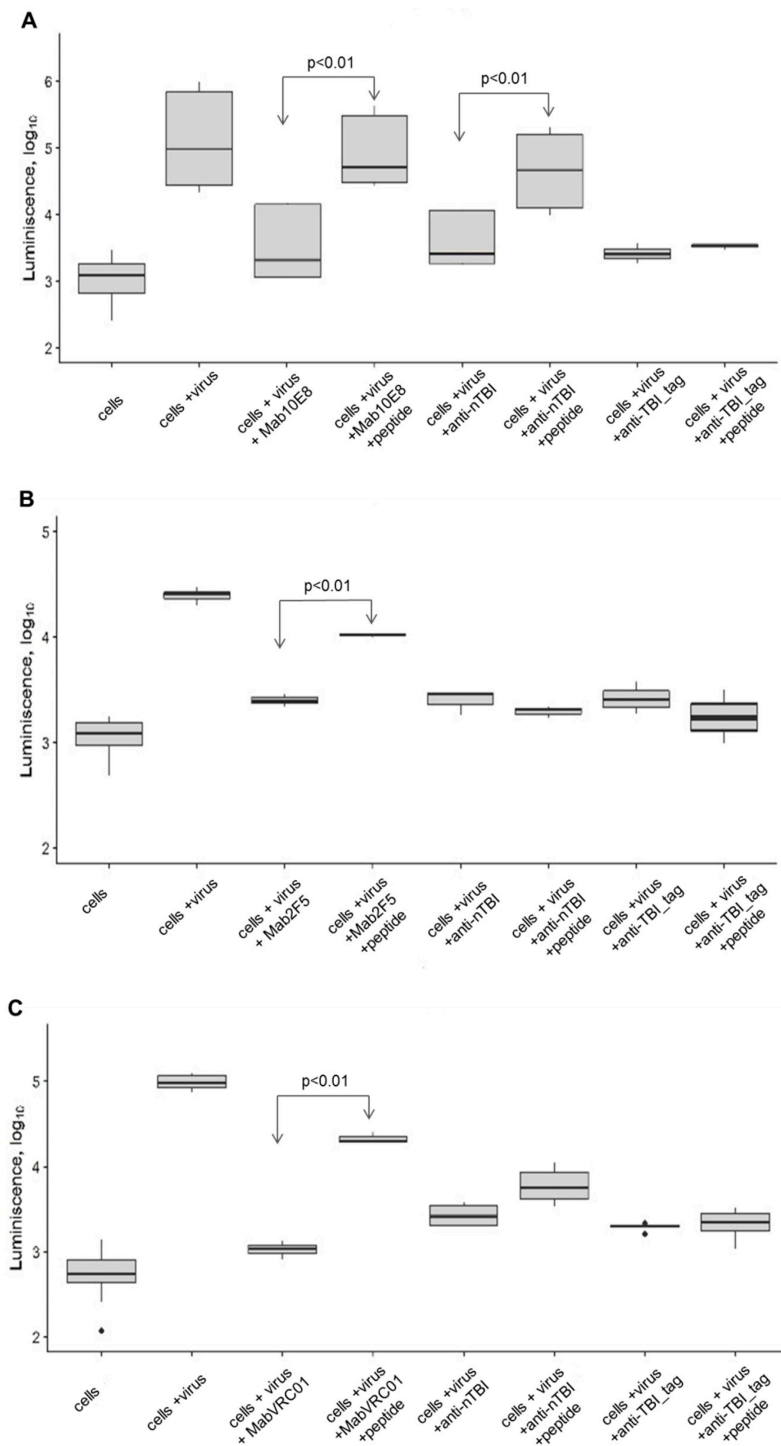 A
p<0.01
p<0.01
6
5
4
3
2
Luminiscence, log10
cells
cells +virus
cells + virus
+ Mab10E8
cells +virus
+Mab10E8
+peptide
cells +virus
+anti-nTBI
cells + virus
+anti-nTBI
+peptide
cells +virus
+anti-TBI_tag
cells + virus
+anti-TBI_tag
+peptide
B
p<0.01
5
4
3
2
Luminiscence, log10
cells
cells +virus
cells + virus
+ Mab2F5
cells +virus
+Mab2F5
+peptide
cells +virus
+anti-nTBI
cells + virus
+anti-nTBI
+peptide
cells +virus
+anti-TBI_tag
cells + virus
+anti-TBI_tag
+peptide
C
p<0.01
5
4
3
2
Luminiscence, log10
cells
cells +virus
cells + virus
+ MabVRC01
cells +virus
+MabVRC01
+peptide
cells +virus
+anti-nTBI
cells + virus
+anti-nTBI
+peptide
cells +virus
+anti-TBI_tag
cells + virus
+anti-TBI_tag
+peptide